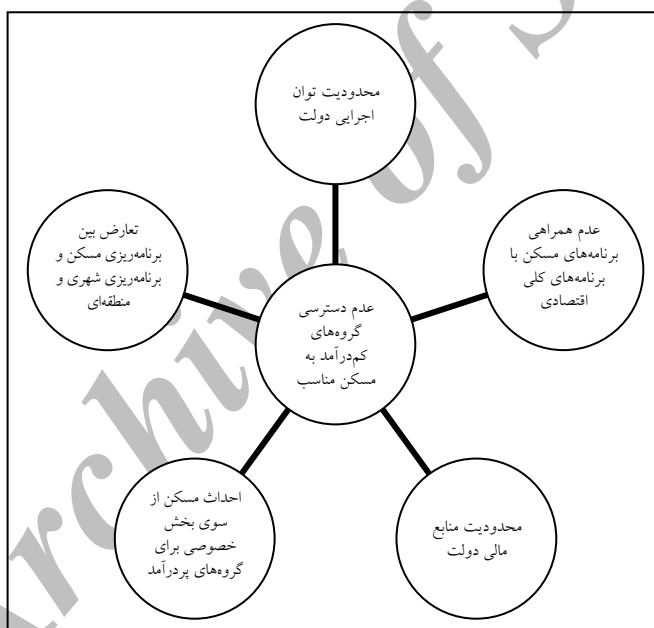 محدودیت توان
اجرایی دولت
عدم همراهی
برنامه‌های مسکن با
برنامه‌های کلی
اقتصادی
تعارض بین
برنامه‌ریزی مسکن و
برنامه‌ریزی شهری و
منطقه‌ای
عدم دسترسی
گروه‌های
کم‌درآمد به
مسکن مناسب
محدودیت منابع
مالی دولت
احداث مسکن از
سوی بخش
خصوصی برای
گروه‌های پردرآمد
Archive of S